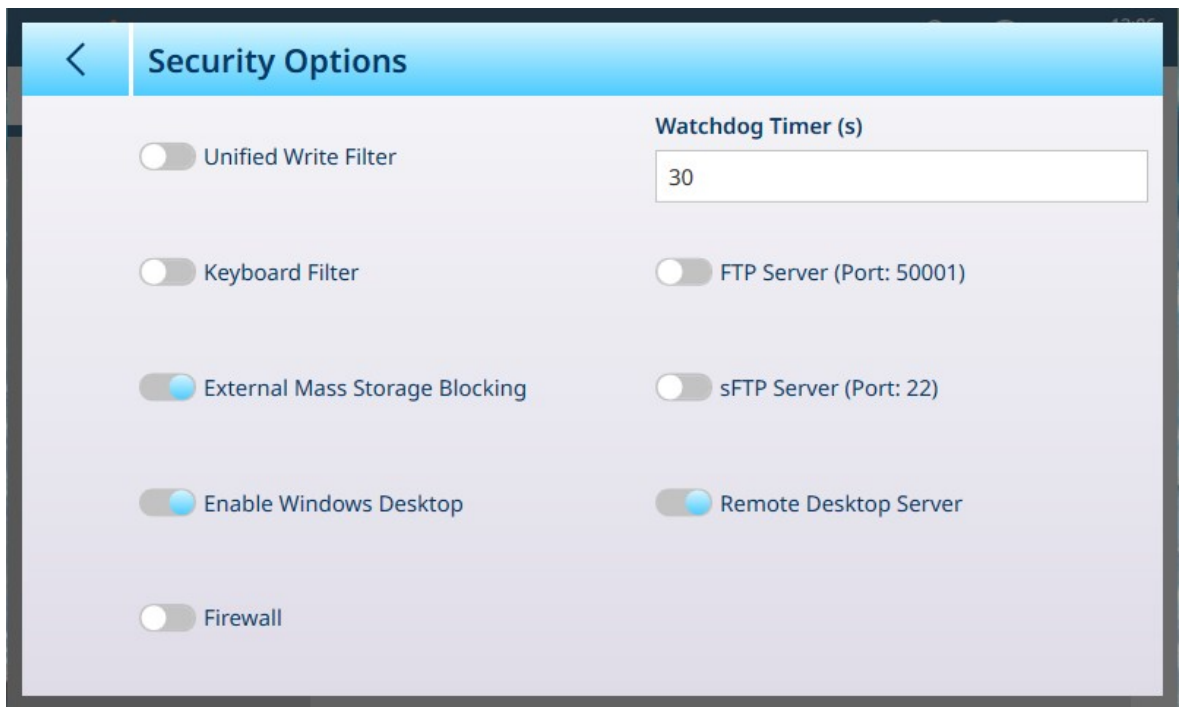 Security Options
Unified Write Filter
Watchdog Timer (s)
30
Keyboard Filter
FTP Server (Port: 50001)
External Mass Storage Blocking
sFTP Server (Port: 22)
Enable Windows Desktop
Remote Desktop Server
Firewall